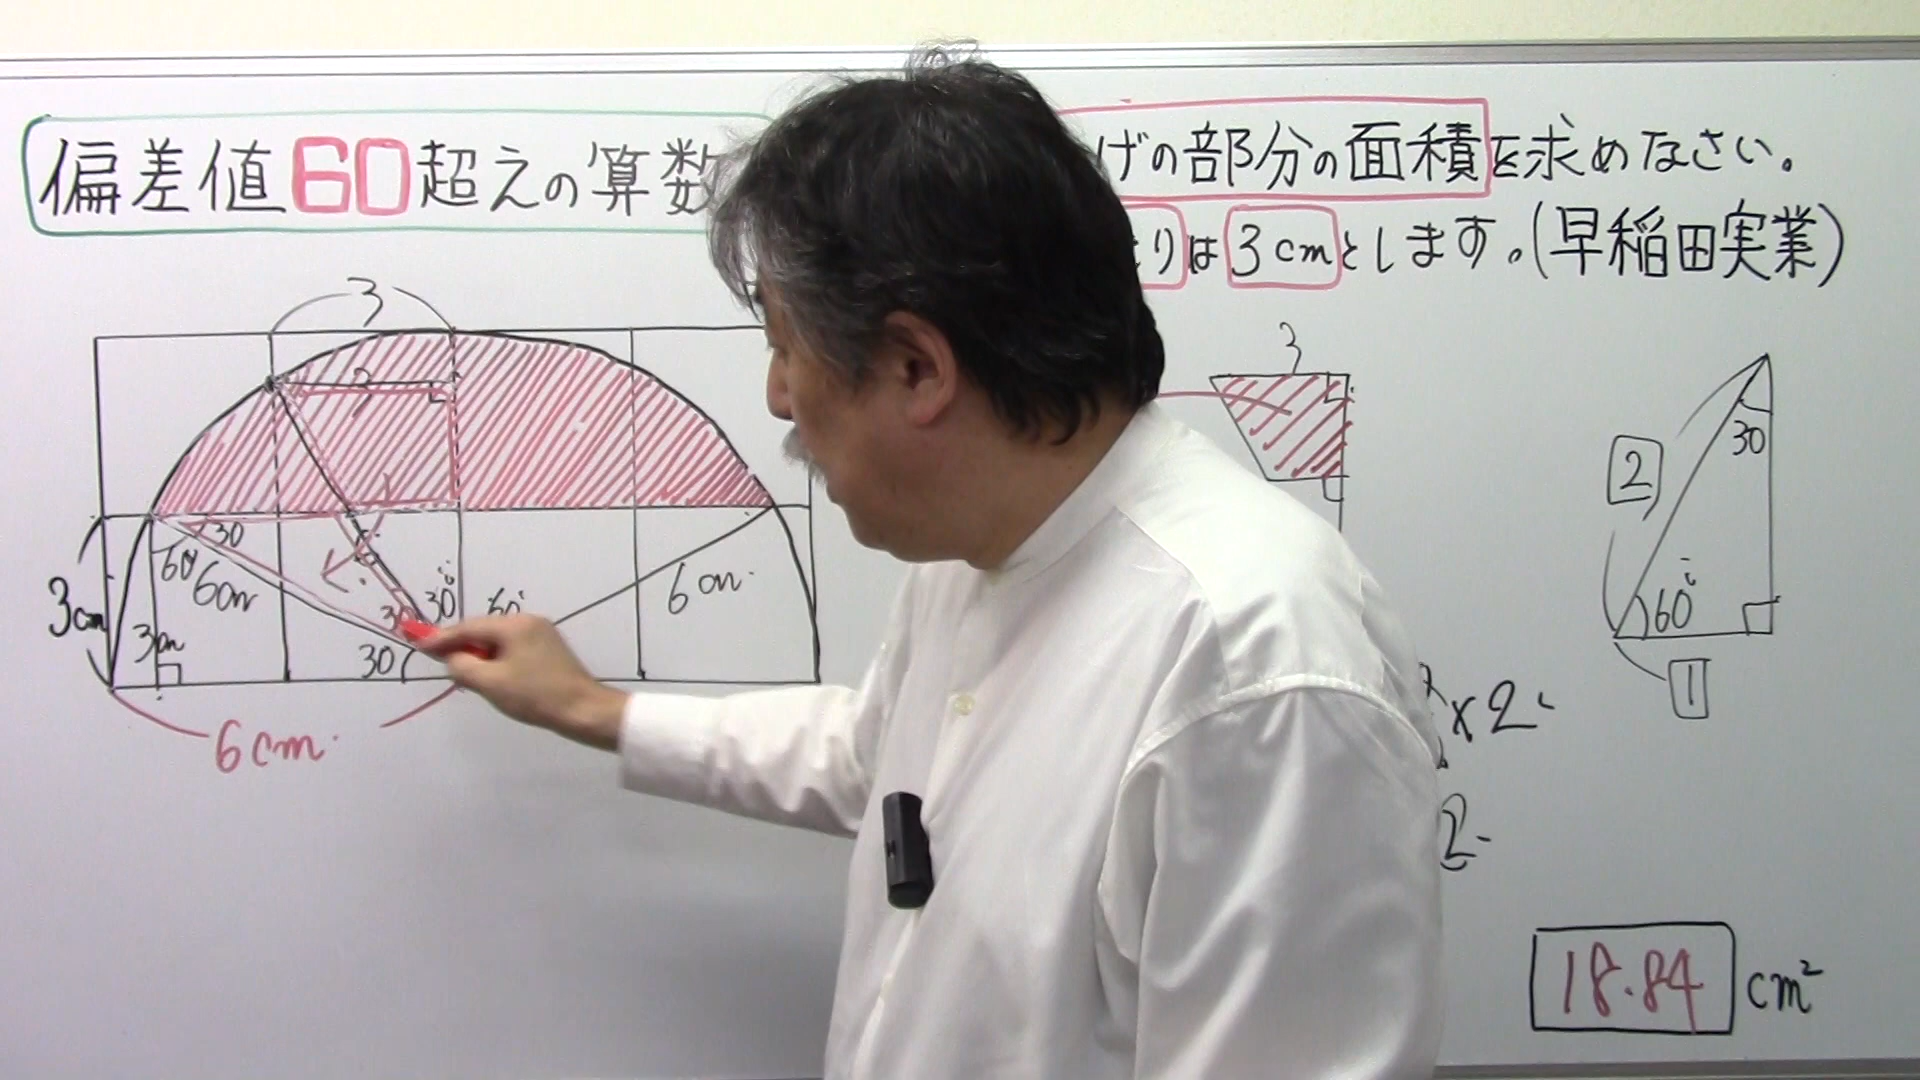 偏差値60超えの算数
げの部分の面積を求めなさい。
りは3cmとします。(早稲田実業)
3
3
3
30
2
30
60
6cm
30
30
60°
6cm
3cm
3cm
30
60°
1
6cm
×2
2
18.84 cm²